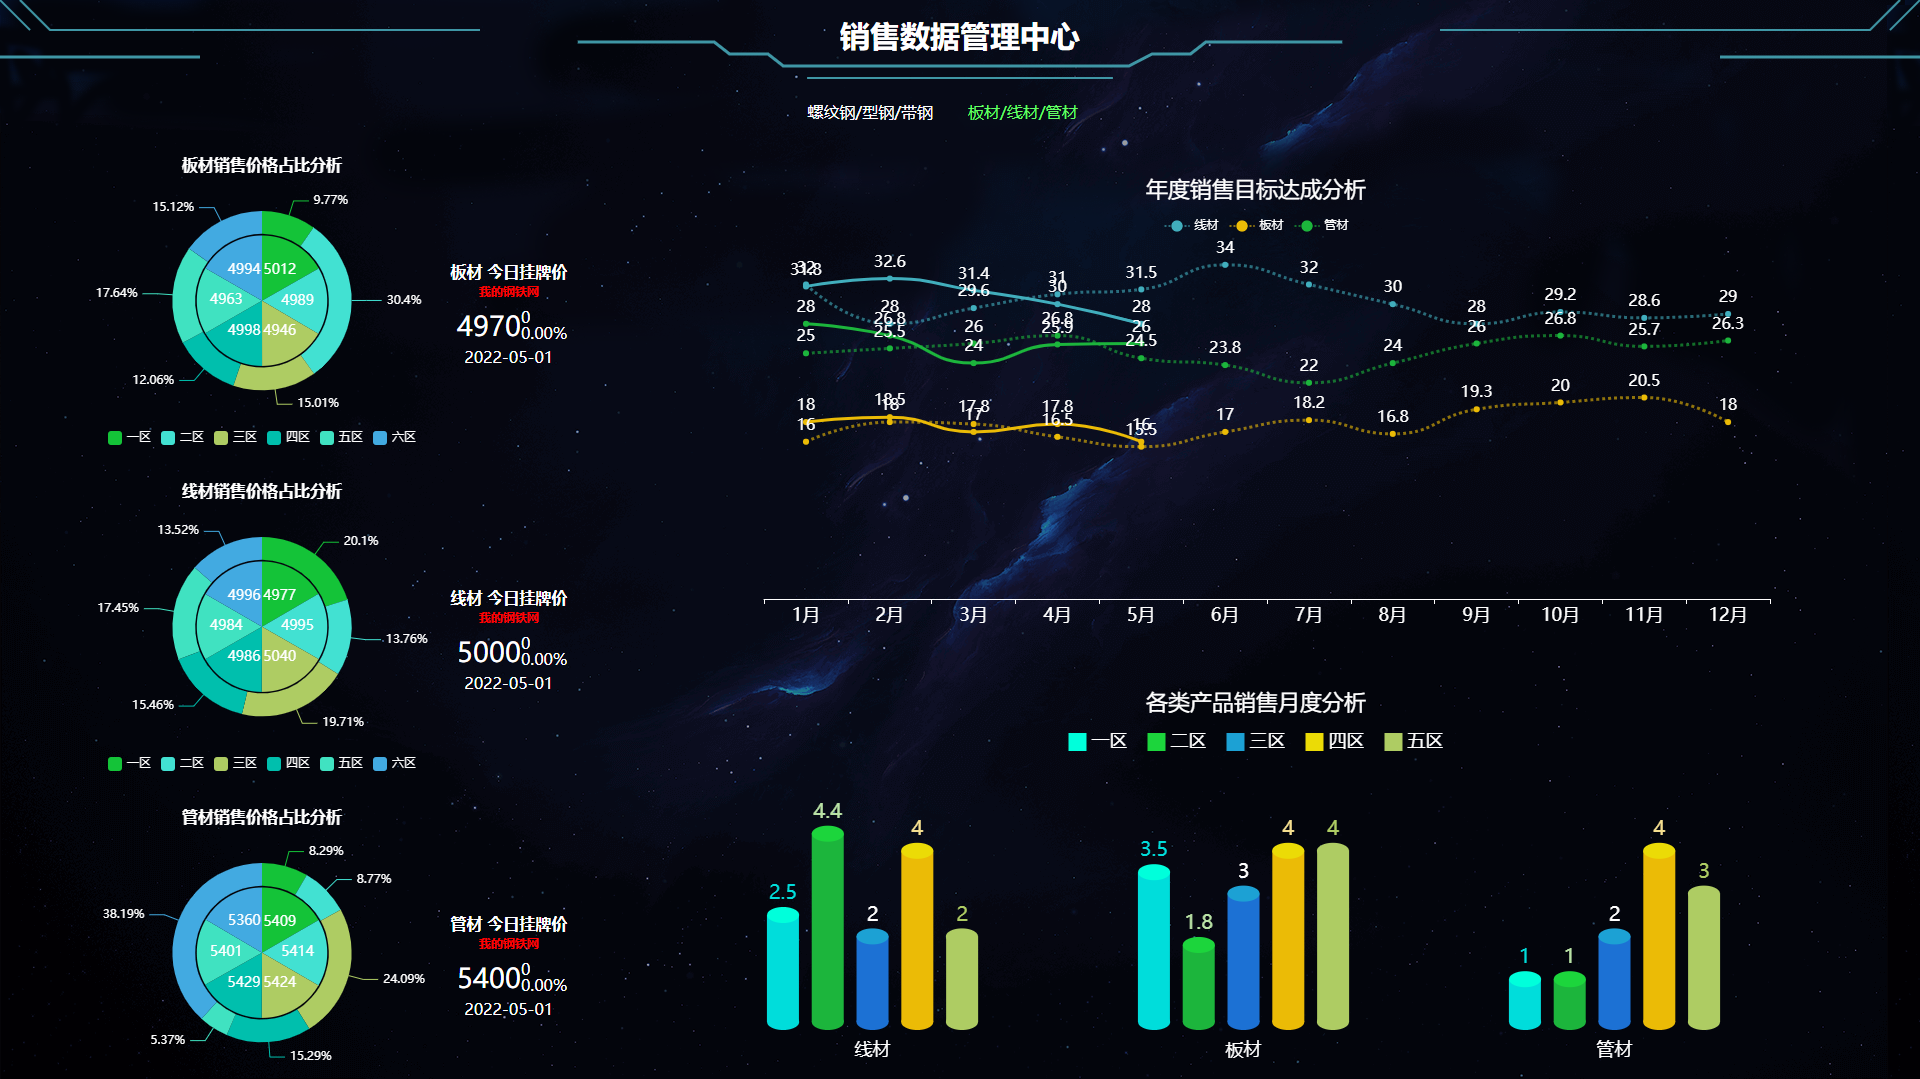 销售数据管理中心
螺纹钢/型钢/带钢 板材/线材/管材
板材销售价格占比分析
15.12% 9.77%
17.64% 30.4%
12.06% 15.01%
4994 5012
4963 4989
4998 4946
一区 二区 三区 四区 五区 六区
板材 今日挂牌价
我的钢铁网
4970 0 0.00%
2022-05-01
线材销售价格占比分析
13.52% 20.1%
17.45% 13.76%
15.46% 19.71%
4996 4977
4984 4995
4986 5040
一区 二区 三区 四区 五区 六区
线材 今日挂牌价
我的钢铁网
5000 0 0.00%
2022-05-01
管材销售价格占比分析
8.29%
8.77%
38.19% 24.09%
5.37% 15.29%
5360 5409
5401 5414
5429 5424
管材 今日挂牌价
我的钢铁网
5400 0 0.00%
2022-05-01
年度销售目标达成分析
线材 板材 管材
32 32.6 31.4 31 28
31.8 28 29.6 30 31.5 34 32 30 28 29.2 28.6 29
28 26.8 24 25.9 26
25 25.5 26 26.8 24.5 23.8 22 24 26 26.8 25.7 26.3
18 18.5 17 17.8 16
16 18 17.8 16.5 15.5 17 18.2 16.8 19.3 20 20.5 18
1月 2月 3月 4月 5月 6月 7月 8月 9月 10月 11月 12月
各类产品销售月度分析
一区 二区 三区 四区 五区
2.5 4.4 2 4 2
3.5 1.8 3 4 4
1 1 2 4 3
线材 板材 管材